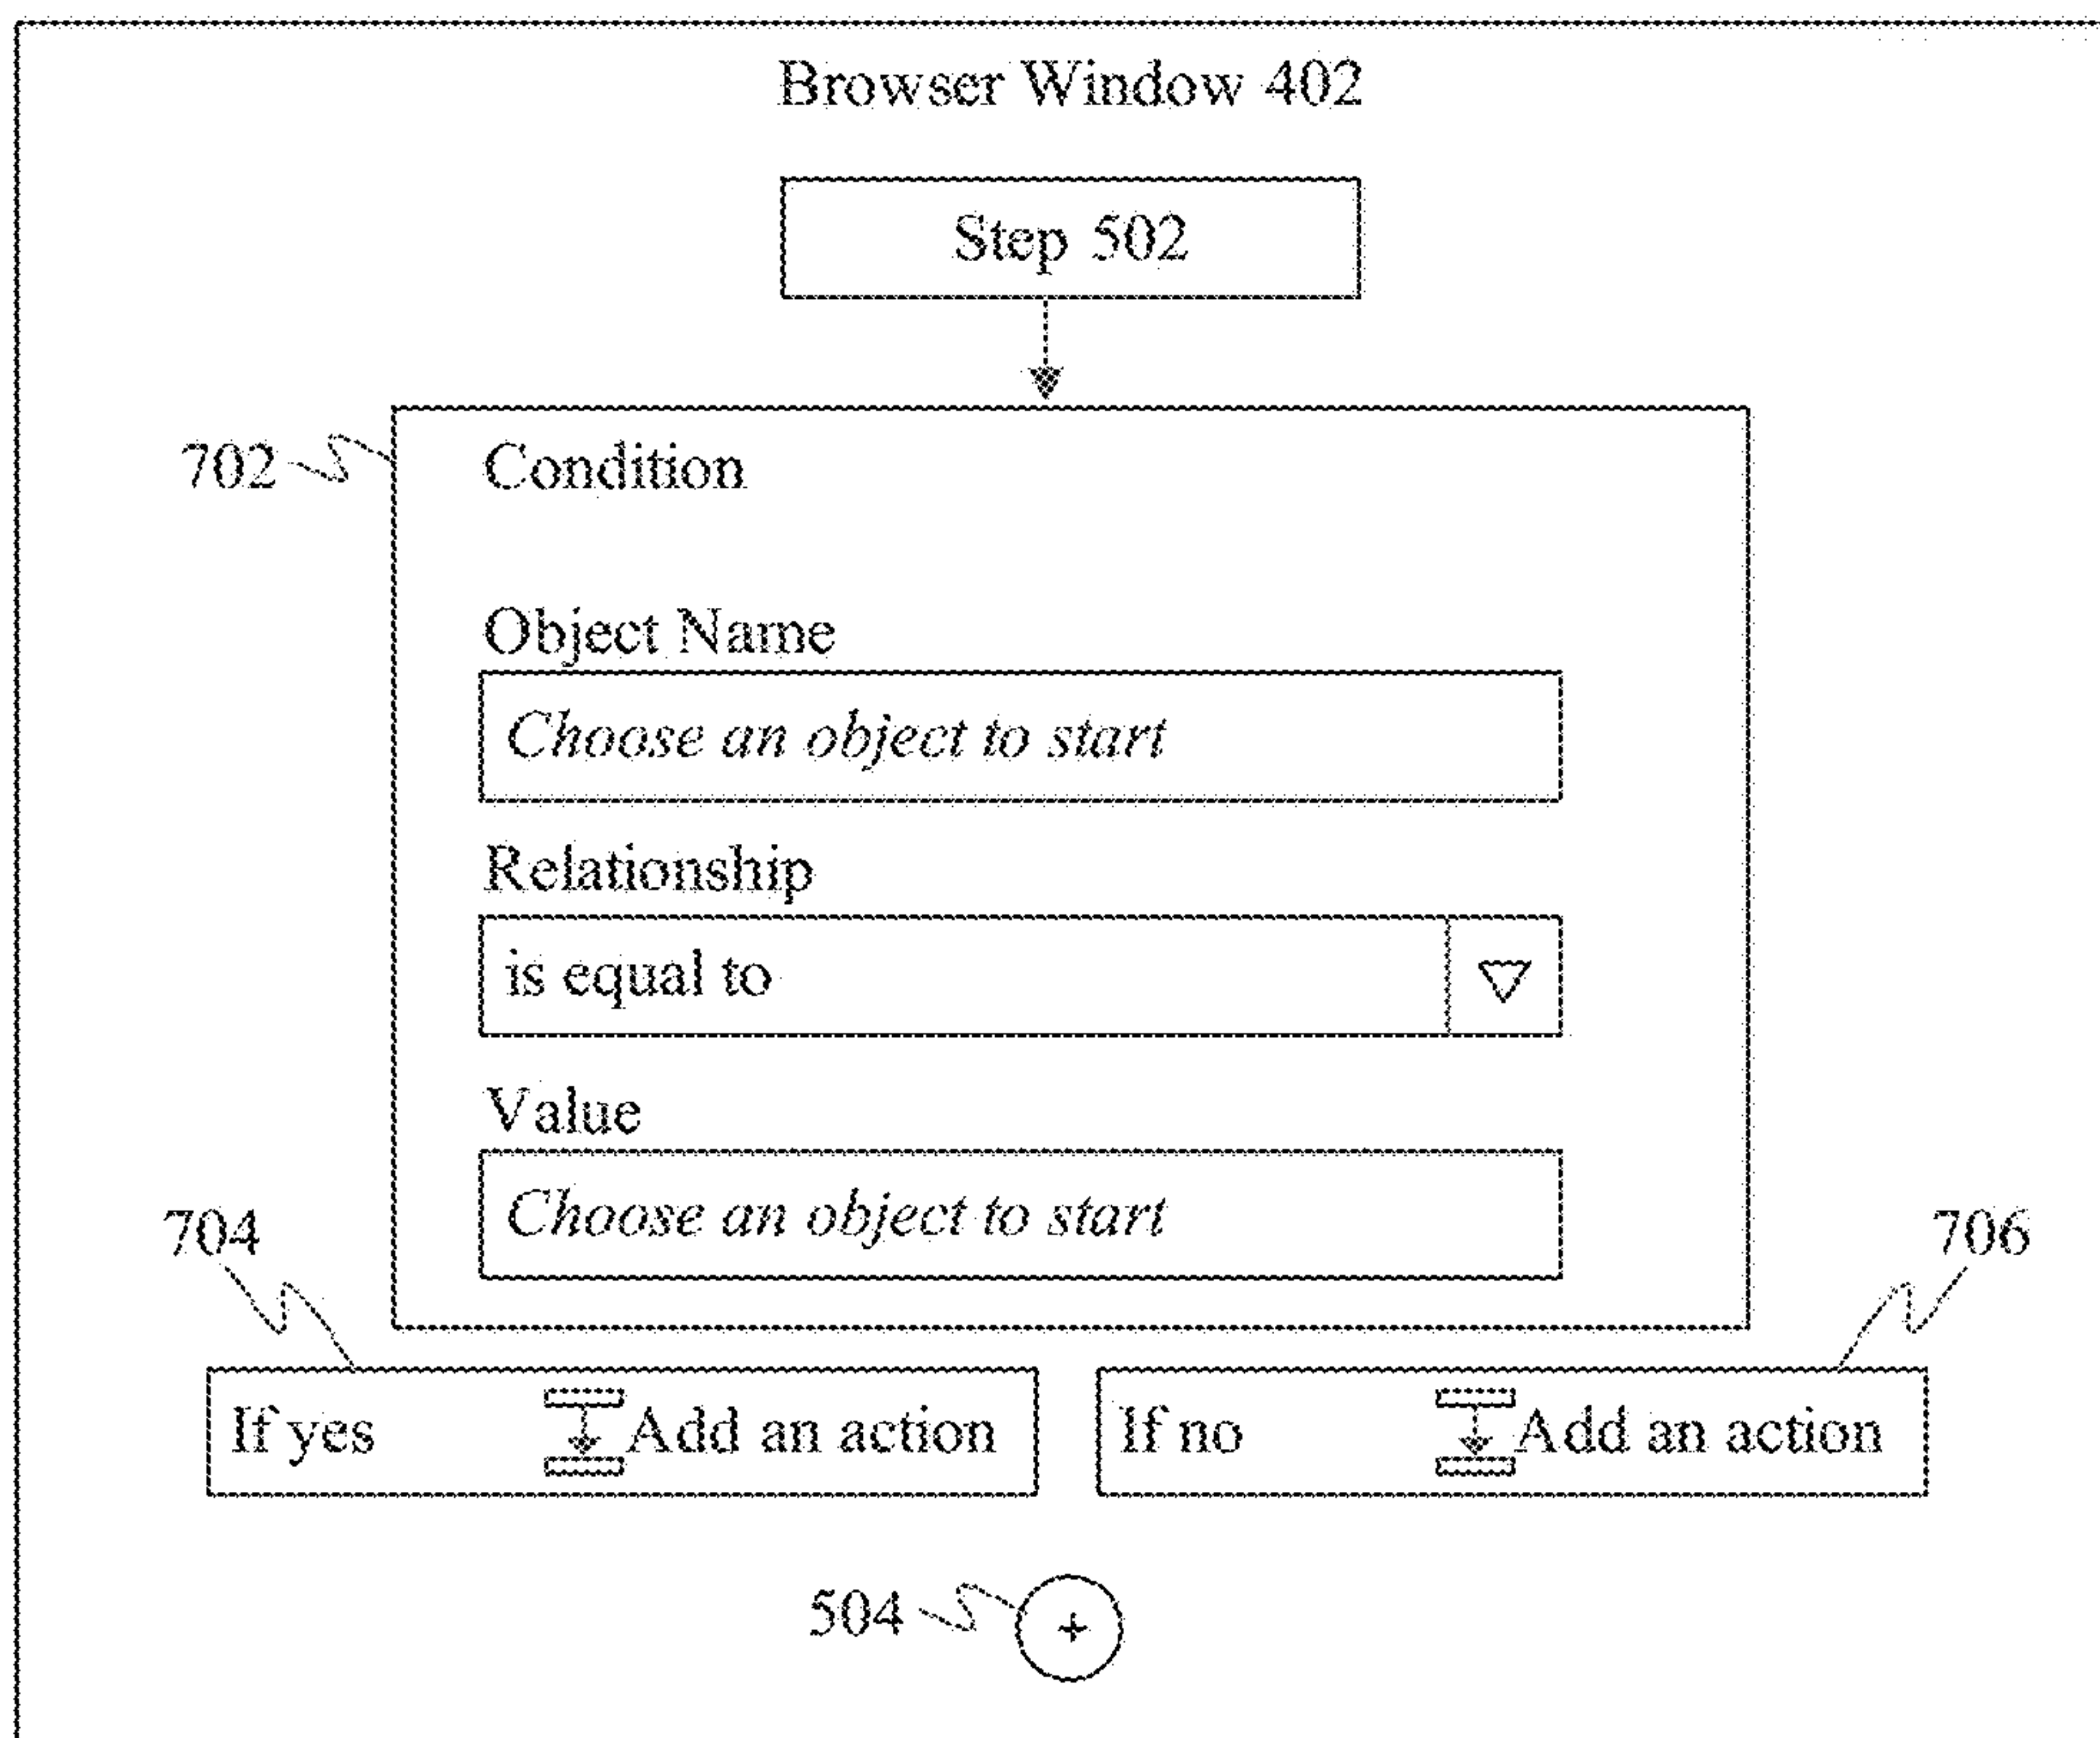 Browser Window 402
Step 502
702
Condition
Object Name
Choose an object to start
Relationship
is equal to
Value
Choose an object to start
704
706
If yes Add an action
If no Add an action
504
+